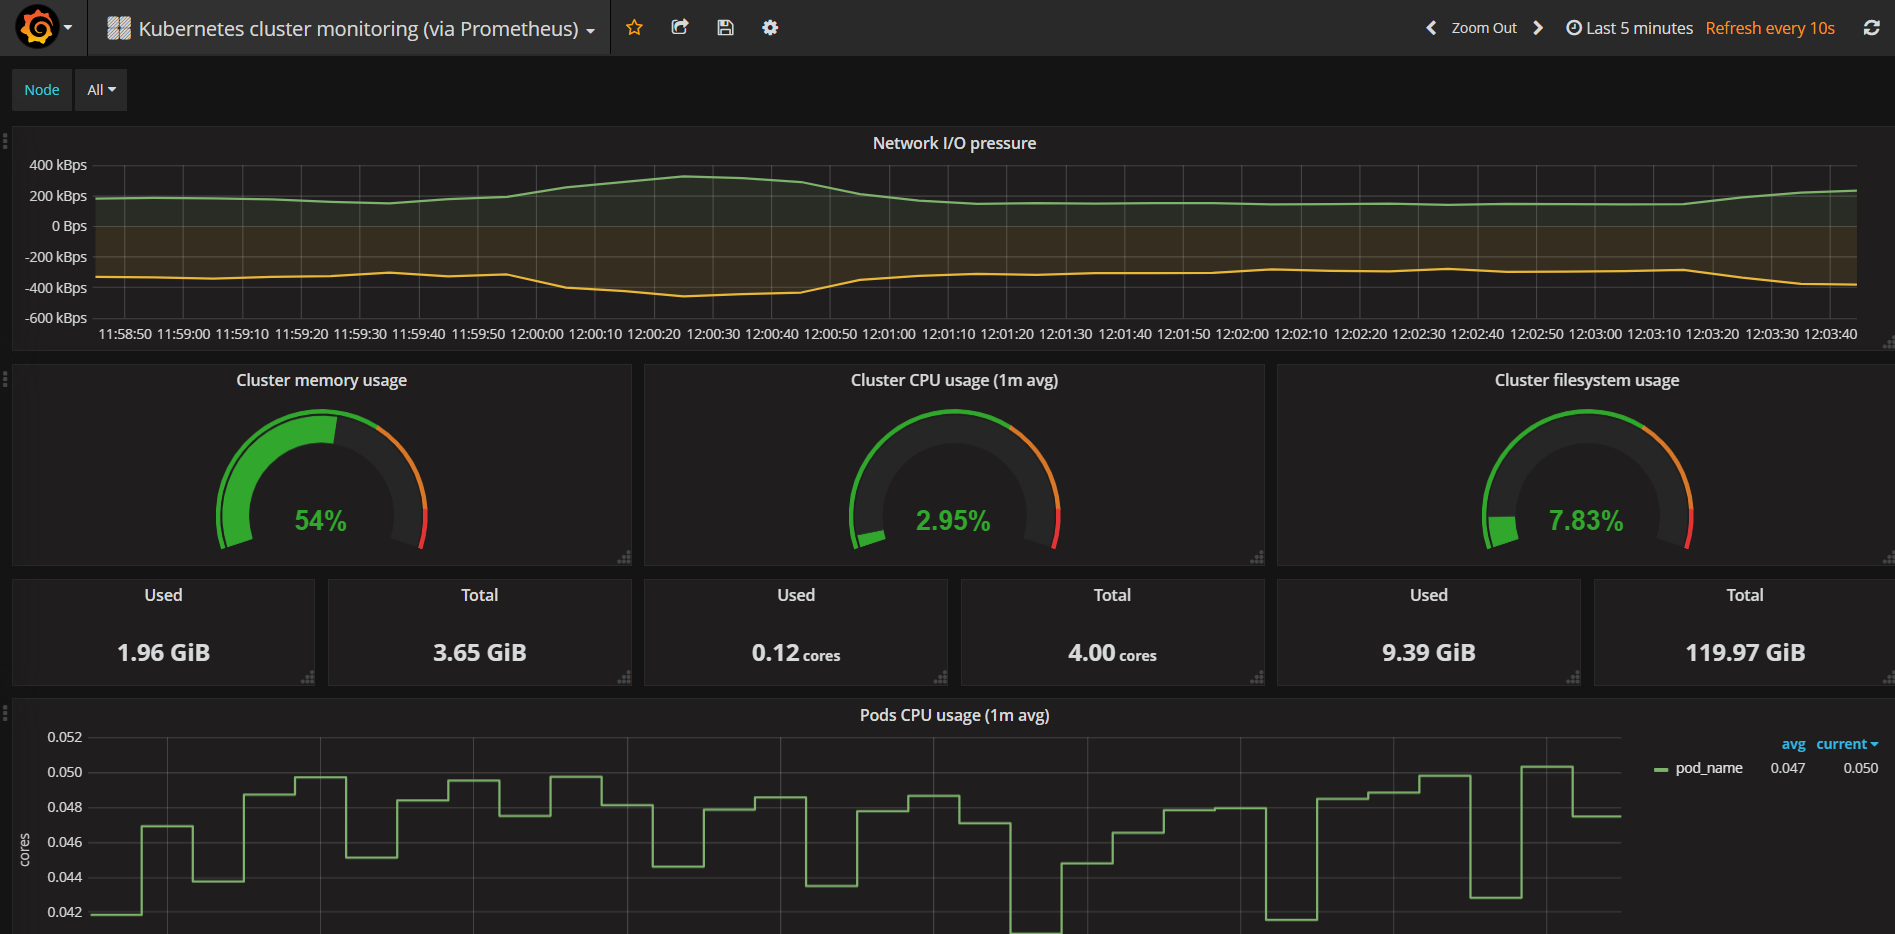 Kubernetes cluster monitoring (via Prometheus)
Zoom Out
Last 5 minutes
Refresh every 10s
Node
All
Network I/O pressure
400 kBps
200 kBps
0 Bps
-200 kBps
-400 kBps
-600 kBps
11:58:50 11:59:00 11:59:10 11:59:20 11:59:30 11:59:40 11:59:50 12:00:00 12:00:10 12:00:20 12:00:30 12:00:40 12:00:50 12:01:00 12:01:10 12:01:20 12:01:30 12:01:40 12:01:50 12:02:00 12:02:10 12:02:20 12:02:30 12:02:40 12:02:50 12:03:00 12:03:10 12:03:20 12:03:30 12:03:40
Cluster memory usage
54%
Cluster CPU usage (1m avg)
2.95%
Cluster filesystem usage
7.83%
Used
1.96 GiB
Total
3.65 GiB
Used
0.12 cores
Total
4.00 cores
Used
9.39 GiB
Total
119.97 GiB
Pods CPU usage (1m avg)
cores
0.052
0.050
0.048
0.046
0.044
0.042
avg current
pod_name 0.047 0.050